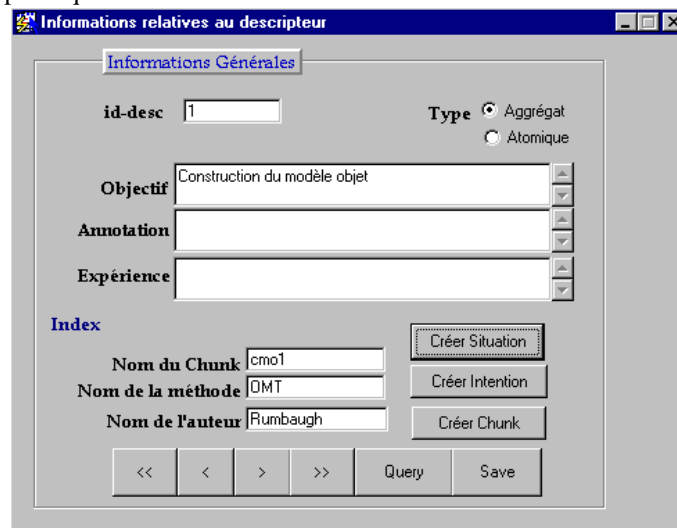 Informations relatives au descripteur
Informations Générales
id-desc 1 Type Aggrégat
Atomique
Objectif Construction du modèle objet
Annotation
Expérience
Index
Créer Situation
Nom du Chunk cmo1
Nom de la méthode OMT Créer Intention
Nom de l'auteur Rumbaugh Créer Chunk
<< < > >> Query Save